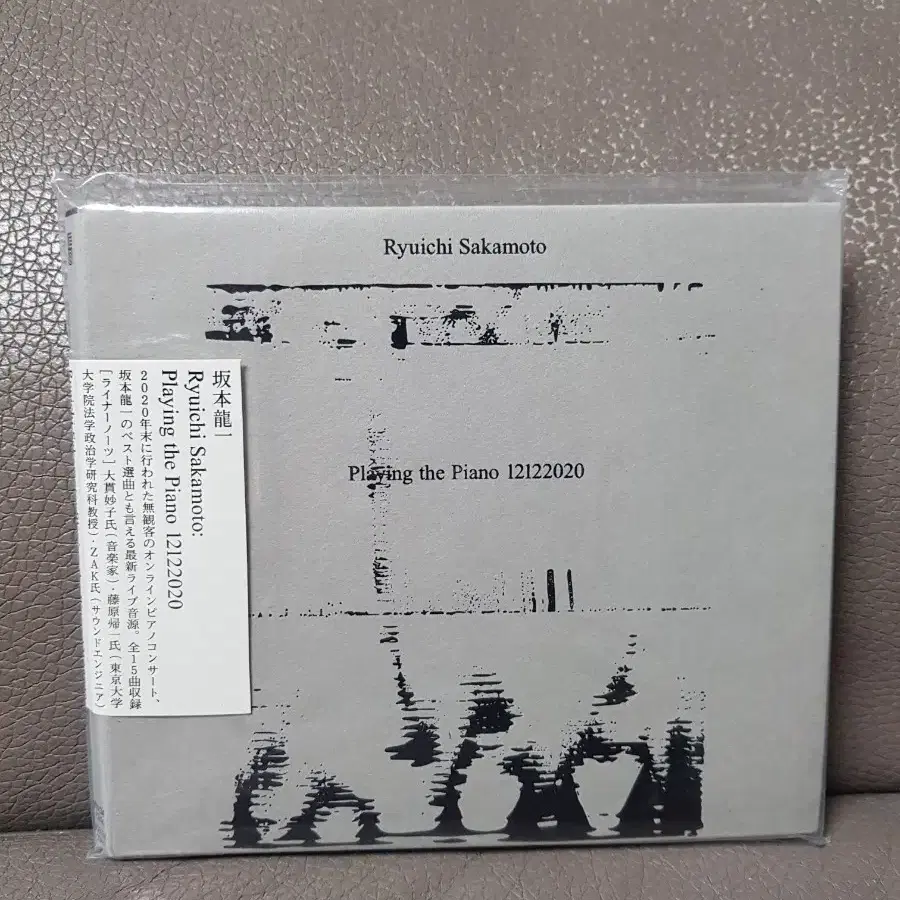 Ryuichi Sakamoto
Playing the Piano 12122020
坂本龍一
Ryuichi Sakamoto:
Playing the Piano 12122020
2020年末に行われた無観客のオンラインピアノコンサート、
坂本龍一のベスト選曲とも言える最新ライブ音源。全15曲収録
[ライナーノーツ] 大貫妙子氏(音楽家)・藤原帰一氏(東京大学
大学院法学政治学研究科教授)・ZAK氏(サウンドエンジニア)